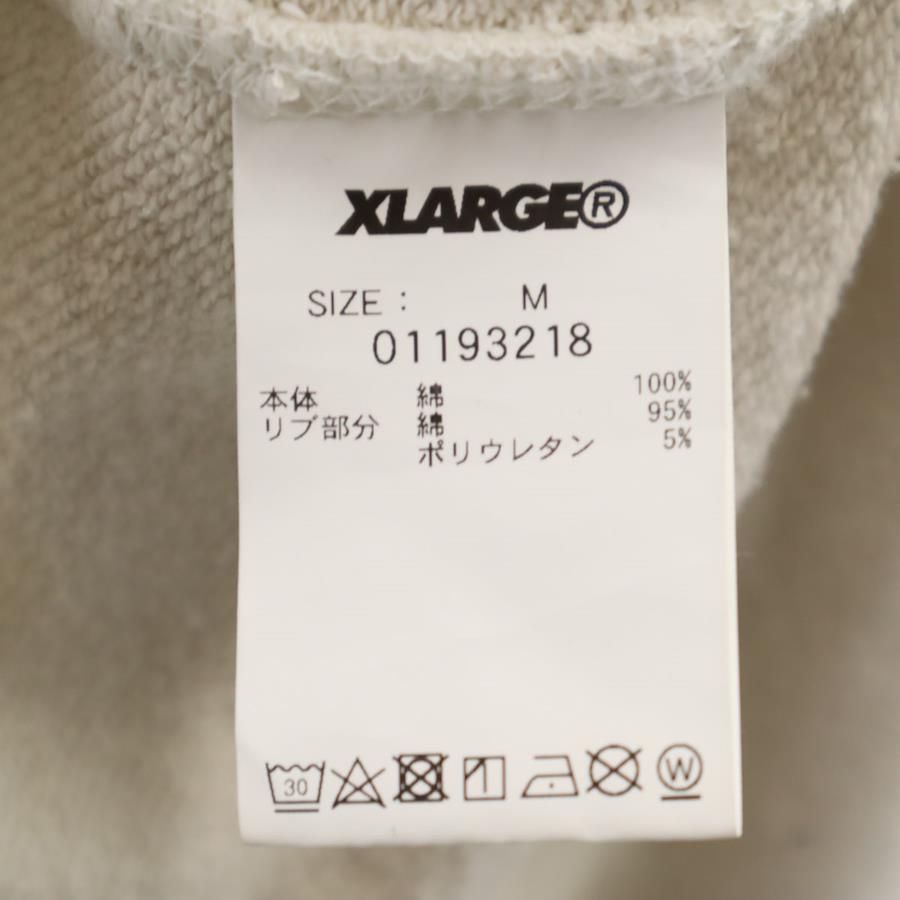 XLARGE®
SIZE : M
01193218
本体 綿 100%
リブ部分 綿 95%
ポリウレタン 5%
30 W